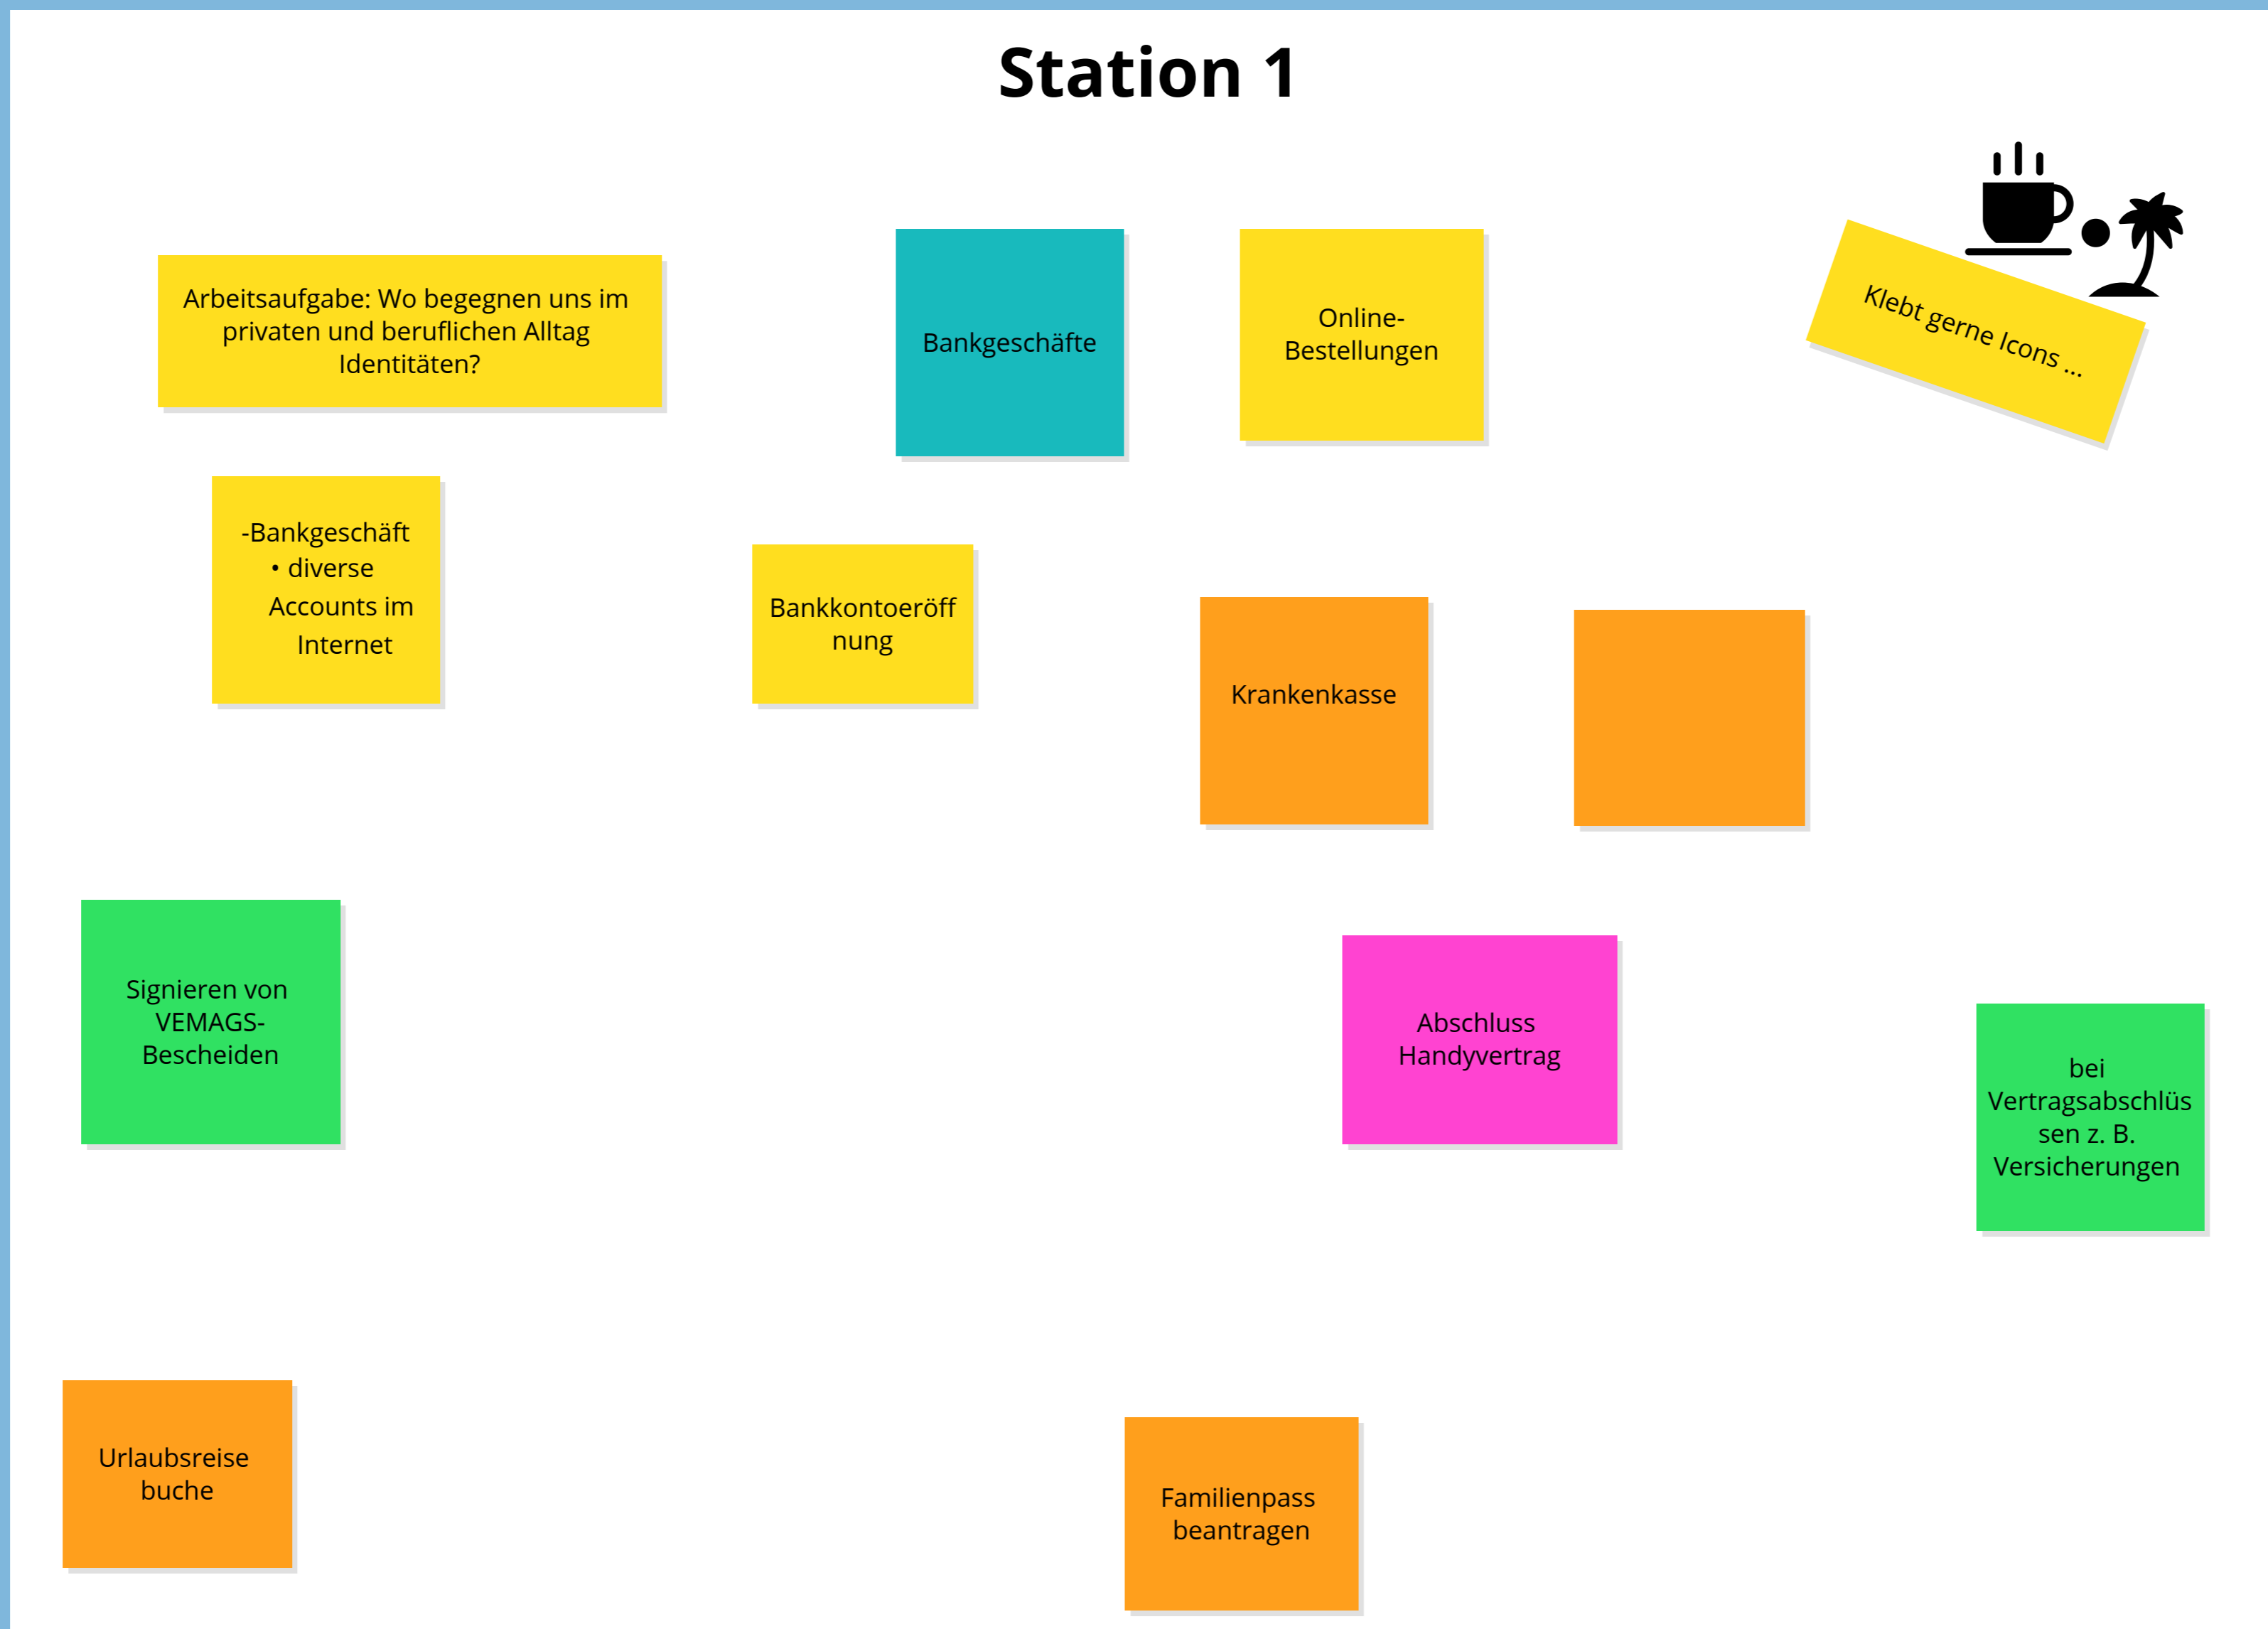 Station 1
Arbeitsaufgabe: Wo begegnen uns im
privaten und beruflichen Alltag
Identitäten?
Bankgeschäfte
Online-
Bestellungen
Klebt gerne Icons ...
-Bankgeschäft
• diverse
Accounts im
Internet
Bankkontoeröff
nung
Krankenkasse
Signieren von
VEMAGS-
Bescheiden
Abschluss
Handyvertrag
bei
Vertragsabschlüs
sen z. B.
Versicherungen
Urlaubsreise
buche
Familienpass
beantragen